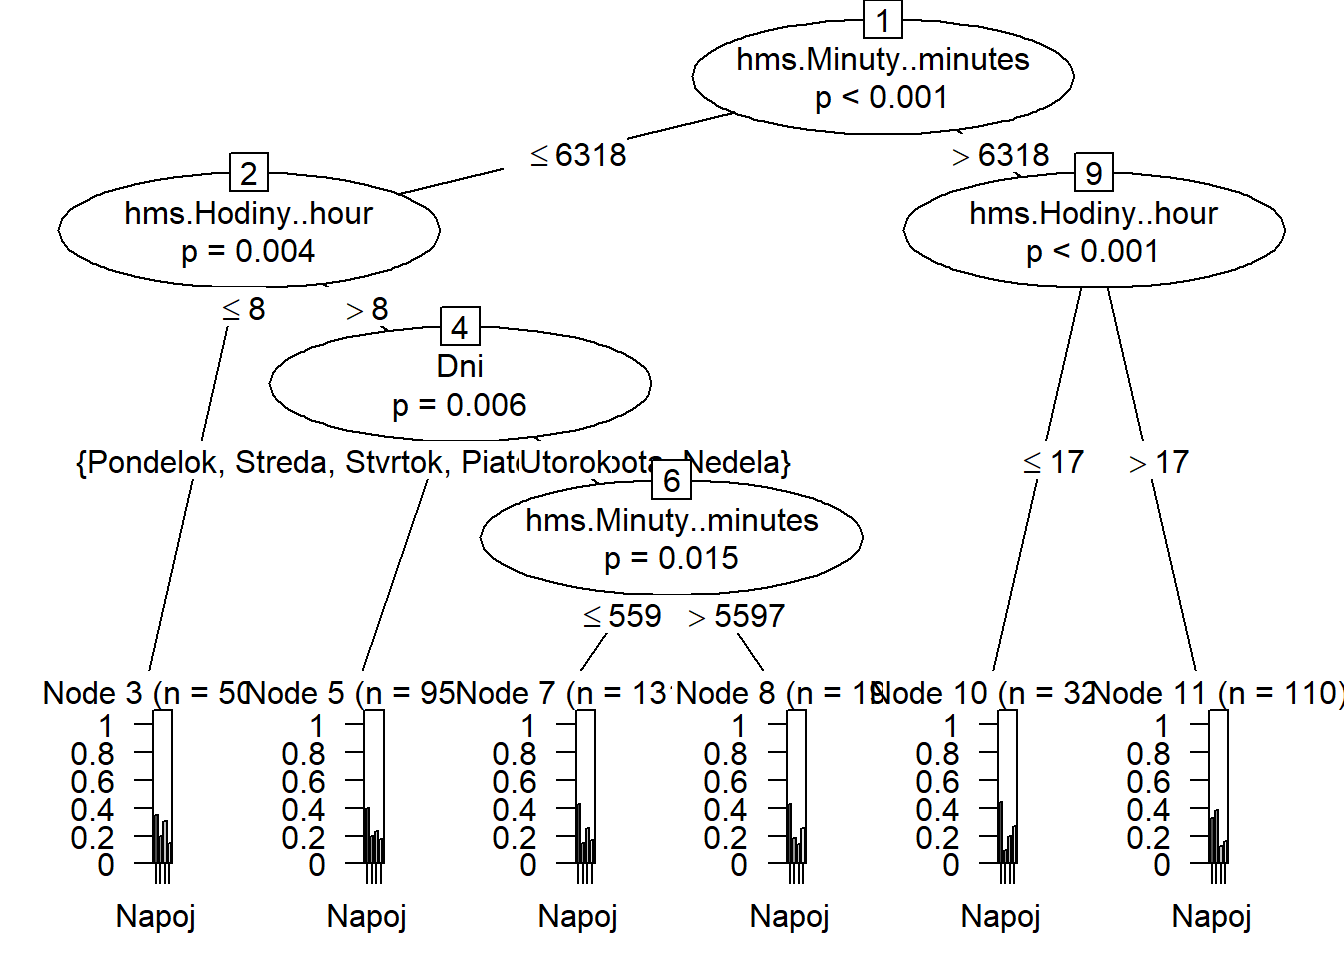 1
hms.Minuty..minutes
p < 0.001
≤ 6318
> 6318
2
hms.Hodiny..hour
p = 0.004
9
hms.Hodiny..hour
p < 0.001
≤ 8
> 8
4
Dni
p = 0.006
{Pondelok, Streda, Stvrtok, Utorok Nedela}
≤ 17
> 17
6
hms.Minuty..minutes
p = 0.015
≤ 559
> 5597
Node 3 (n = Node 5 (n = 95 Node 7 (n = 13 Node 8 (n = Node 10 (n = 32 Node 11 (n = 110)
1 1 1 1 1 1
0.8 0.8 0.8 0.8 0.8 0.8
0.6 0.6 0.6 0.6 0.6 0.6
0.4 0.4 0.4 0.4 0.4 0.4
0.2 0.2 0.2 0.2 0.2 0.2
0 0 0 0 0 0
Napoj Napoj Napoj Napoj Napoj Napoj